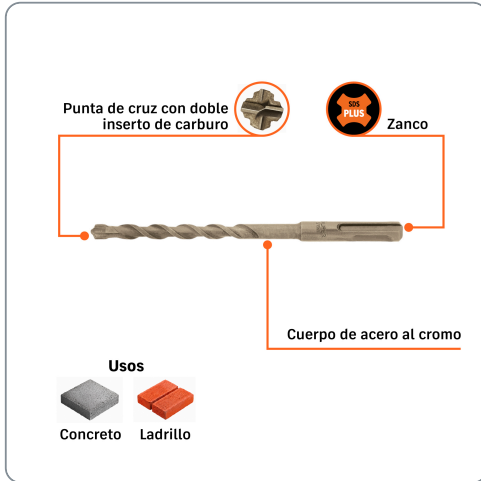 Punta de cruz con doble
inserto de carburo
SDS
PLUS
Zanco
Cuerpo de acero al cromo
Usos
Concreto
Ladrillo